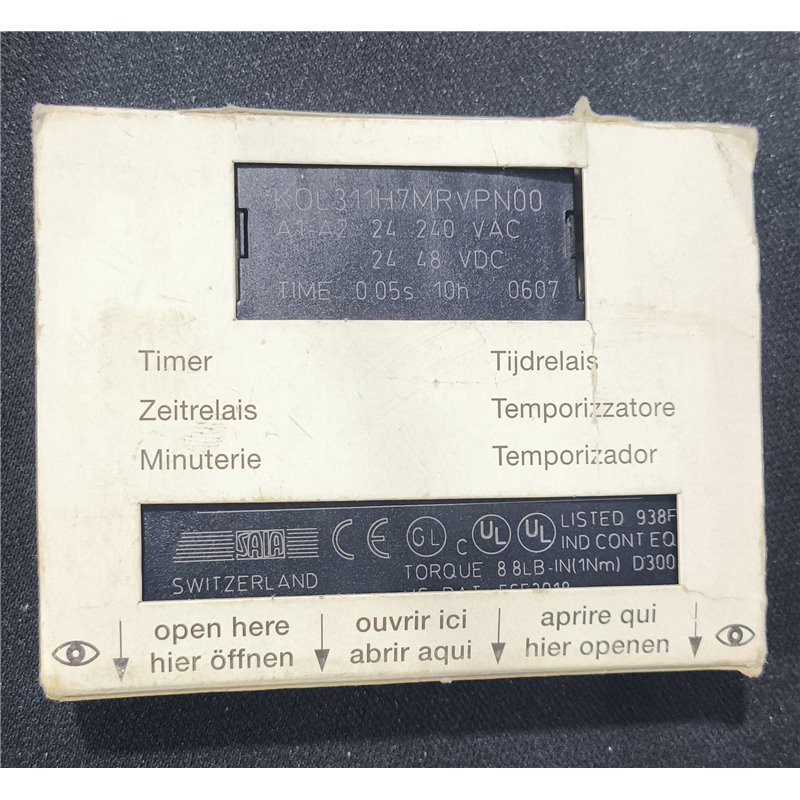 KOL311H7MRVPN00
A1-A2 24 240 VAC
24 48 VDC
TIME 0.05s 10h 0607
Timer
Zeitrelais
Minuterie
Tijdrelais
Temporizzatore
Temporizador
SAIA
SWITZERLAND
CE GL c UL UL LISTED 938F
IND CONT EQ
TORQUE 8.8LB-IN(1Nm) D300
open here
hier öffnen
ouvrir ici
abrir aqui
aprire qui
hier openen